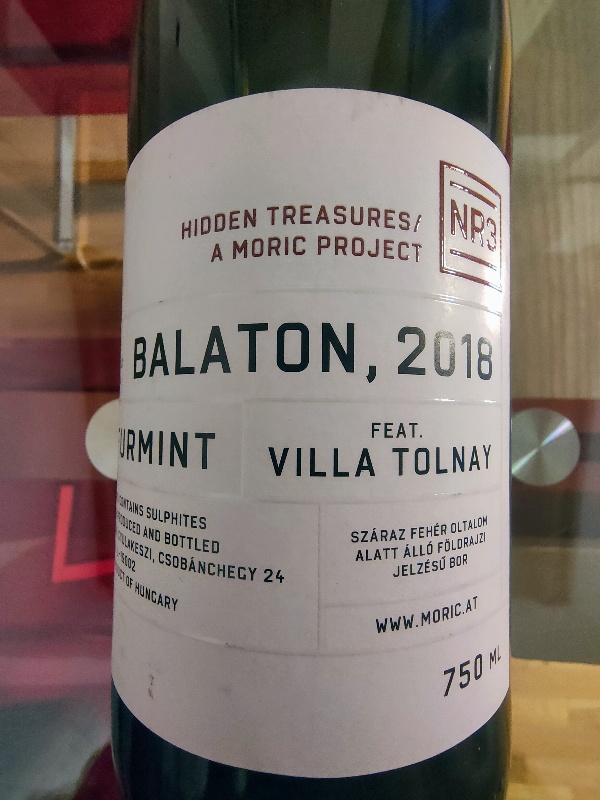 HIDDEN TREASURES/
A MORIC PROJECT
NR3
BALATON, 2018
URMINT
FEAT.
VILLA TOLNAY
CONTAINS SULPHITES
AND BOTTLED
CSOBÁNCHEGY 24
OF HUNGARY
SZÁRAZ FEHÉR OLTALOM
ALATT ÁLLÓ FÖLDRAJZI
JELZÉSŰ BOR
WWW.MORIC.AT
750 ML